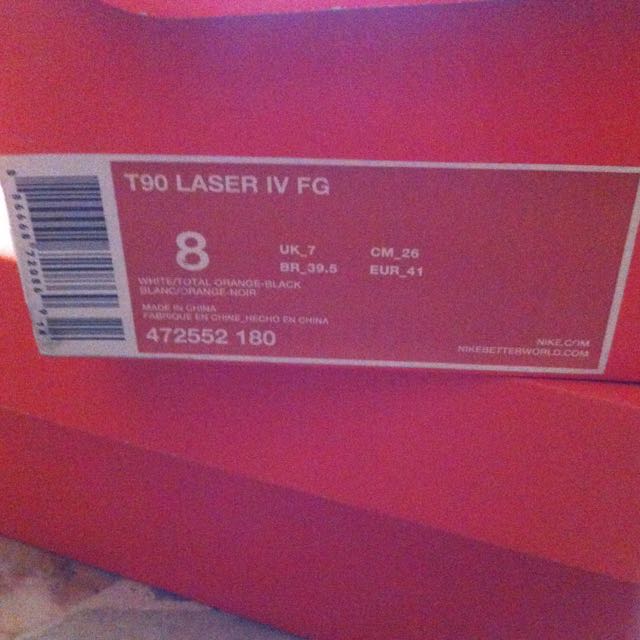 T90 LASER IV FG
8
UK_7 CM_26
BR_39.5 EUR_41
WHITE/TOTAL ORANGE-BLACK
BLANC/ORANGE-NOIR
MADE IN CHINA
FABRIQUE EN CHINE_HECHO EN CHINA
472552 180
NIKE.COM
NIKEBETTERWORLD.COM